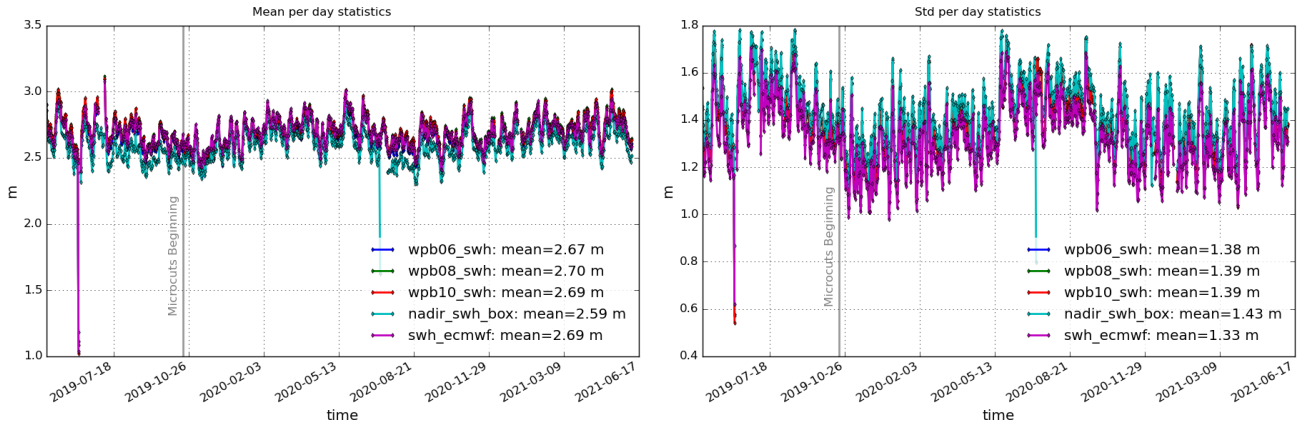 Mean per day statistics
3.5
3.0
2.5
2.0
1.5
1.0
m
Microcuts Beginning
wpb06_swh: mean=2.67 m
wpb08_swh: mean=2.70 m
wpb10_swh: mean=2.69 m
nadir_swh_box: mean=2.59 m
swh_ecmwf: mean=2.69 m
2019-07-18
2019-10-26
2020-02-03
2020-05-13
2020-08-21
2020-11-29
2021-03-09
2021-06-17
time
Std per day statistics
1.8
1.6
1.4
1.2
1.0
0.8
0.6
0.4
m
Microcuts Beginning
wpb06_swh: mean=1.38 m
wpb08_swh: mean=1.39 m
wpb10_swh: mean=1.39 m
nadir_swh_box: mean=1.43 m
swh_ecmwf: mean=1.33 m
2019-07-18
2019-10-26
2020-02-03
2020-05-13
2020-08-21
2020-11-29
2021-03-09
2021-06-17
time